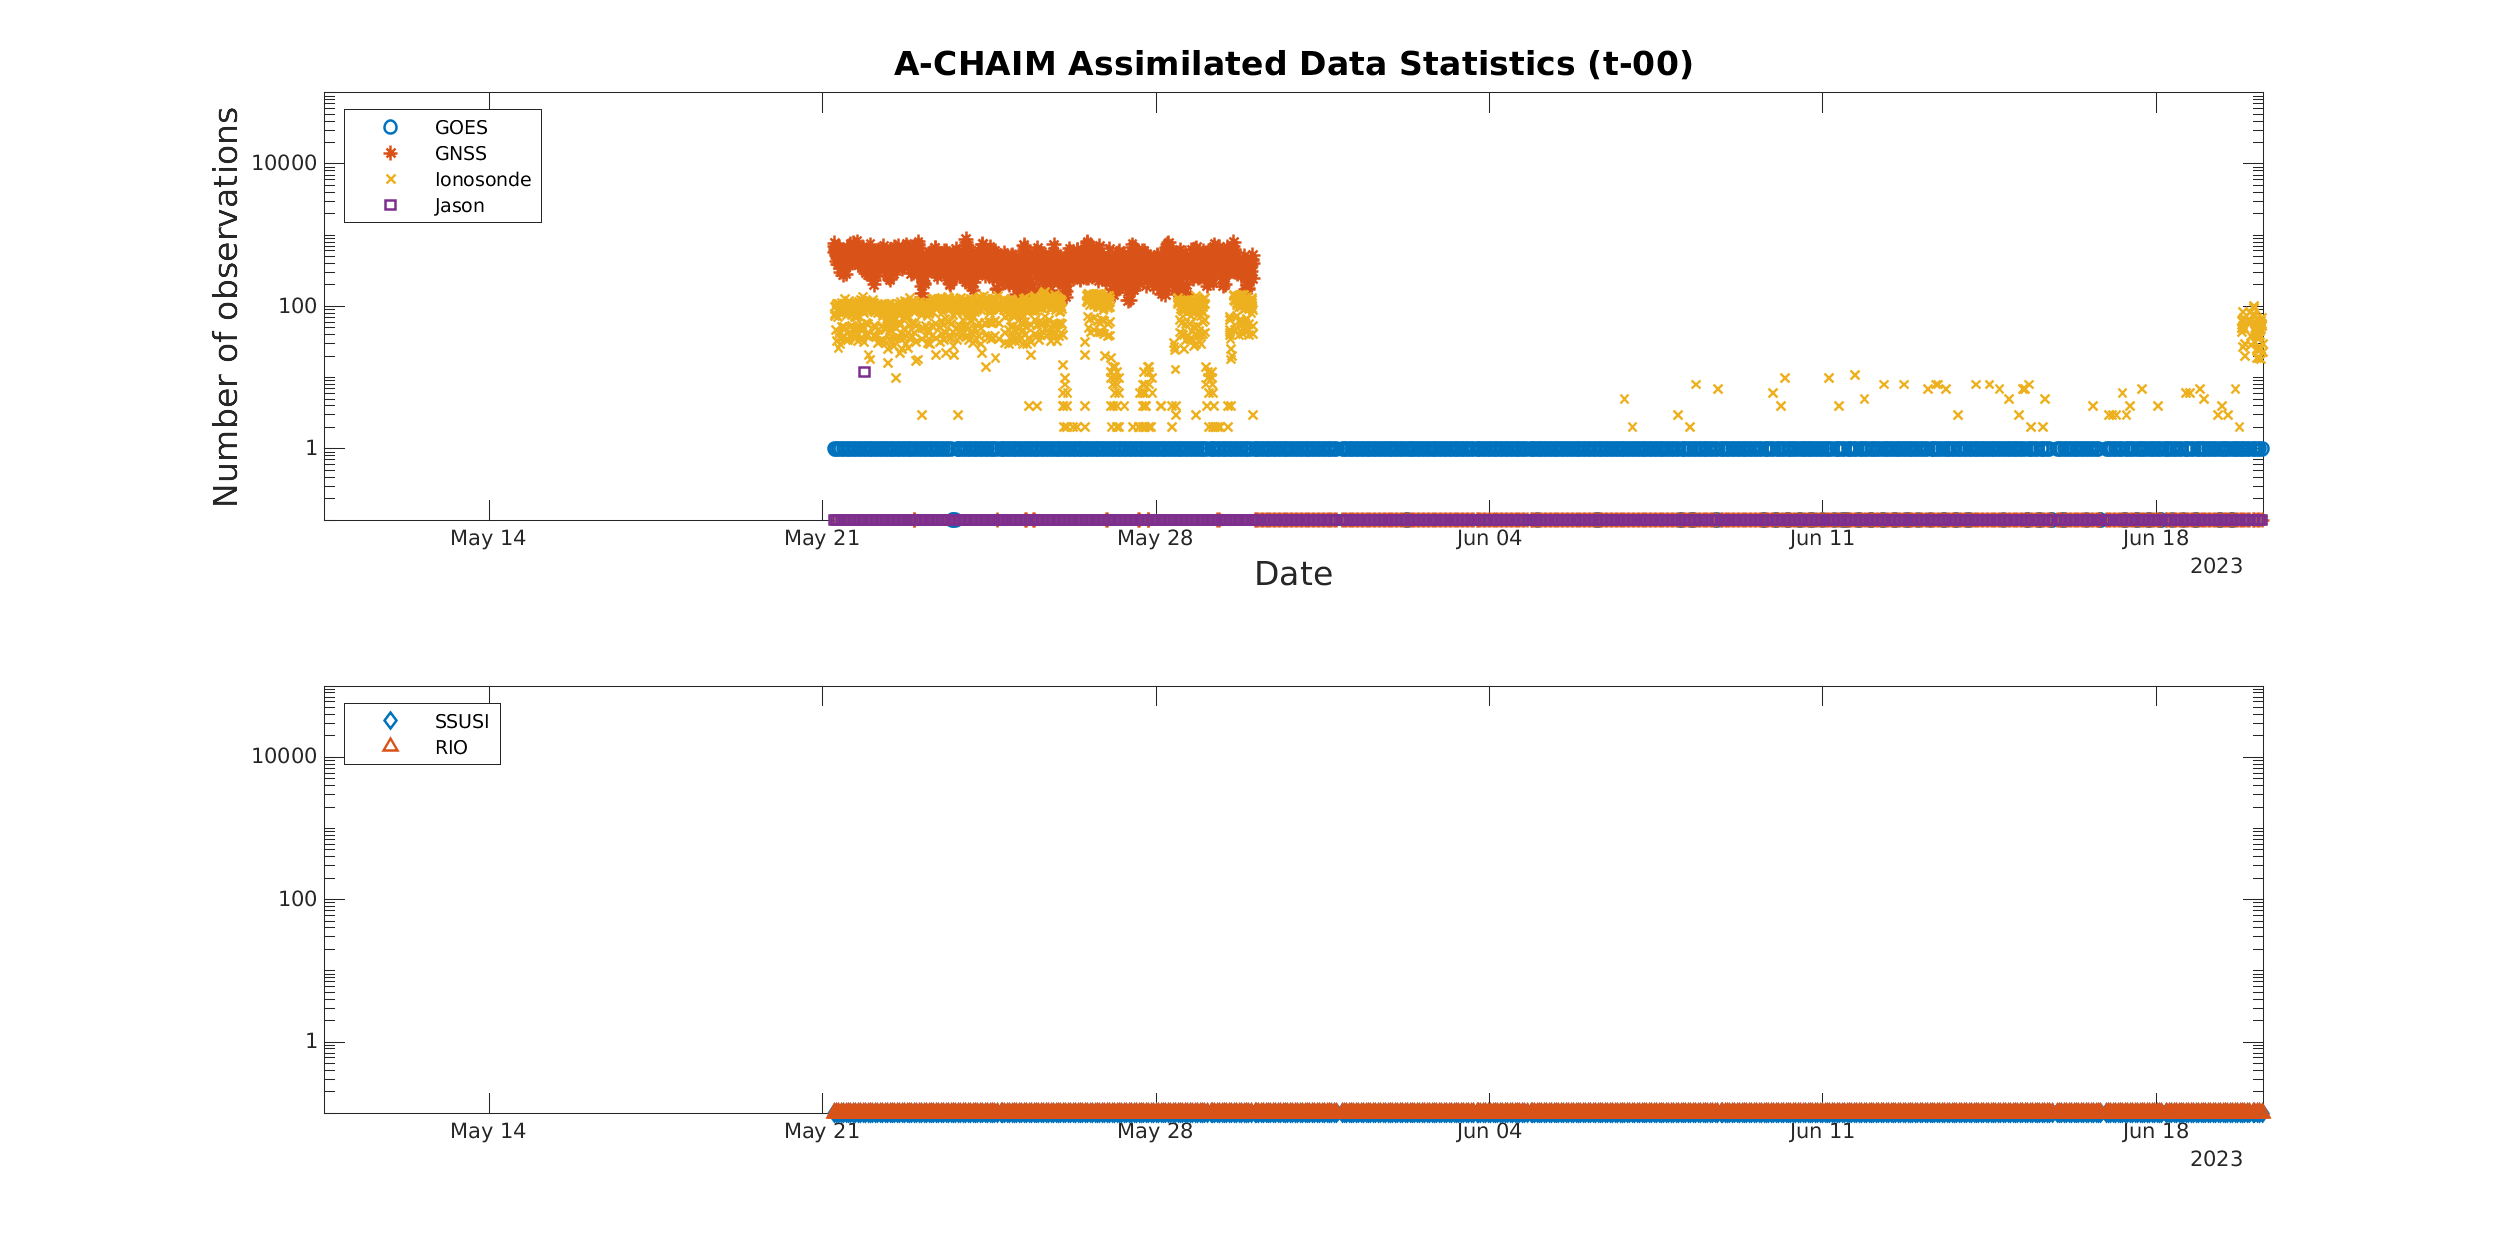 A-CHAIM Assimilated Data Statistics (t-00)
Number of observations
GOES
GNSS
Ionosonde
Jason
10000
100
1
May 14
May 21
May 28
Jun 04
Jun 11
Jun 18
2023
Date
SSUSI
RIO
10000
100
1
May 14
May 21
May 28
Jun 04
Jun 11
Jun 18
2023